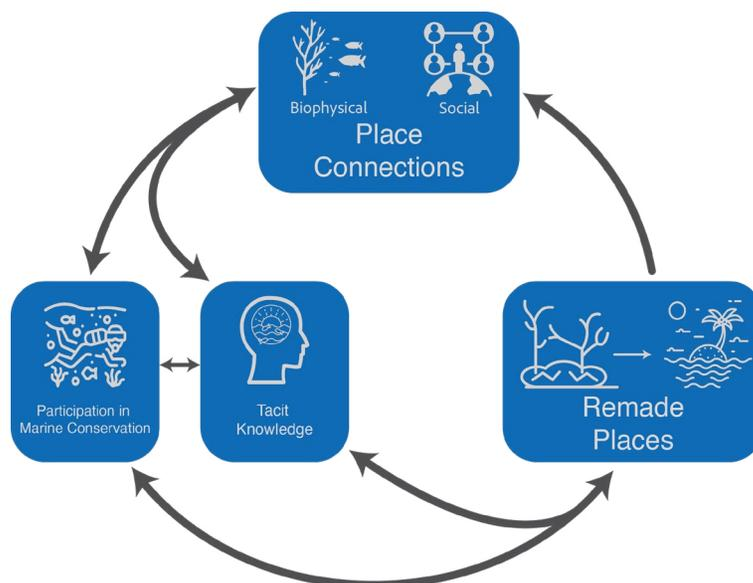 Biophysical
Social
Place
Connections
Participation in
Marine Conservation
Tacit
Knowledge
Remade
Places